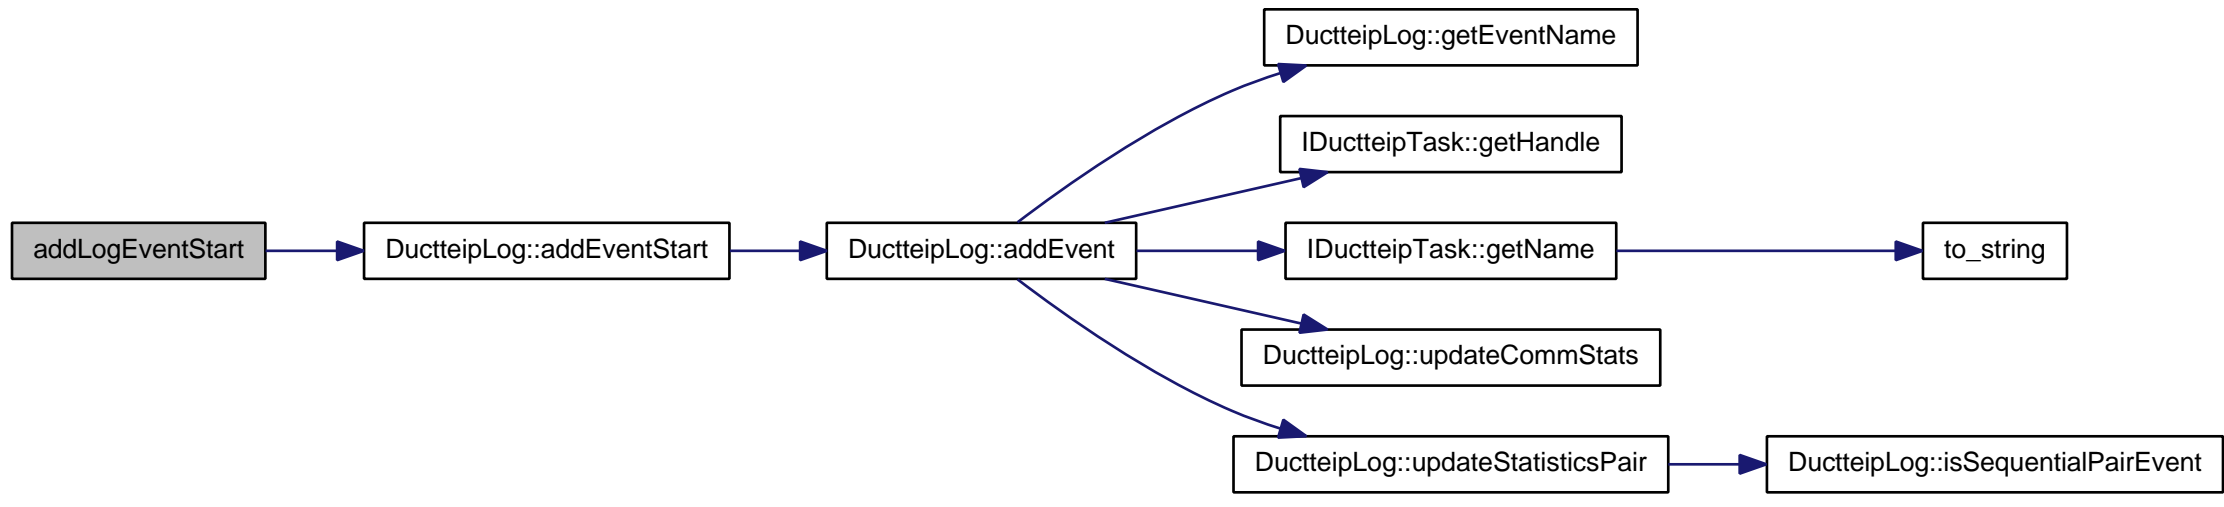 DuctteipLog::getEventName
IDuctteipTask::getHandle
addLogEventStart
DuctteipLog::addEventStart
DuctteipLog::addEvent
IDuctteipTask::getName
to_string
DuctteipLog::updateCommStats
DuctteipLog::updateStatisticsPair
DuctteipLog::isSequentialPairEvent